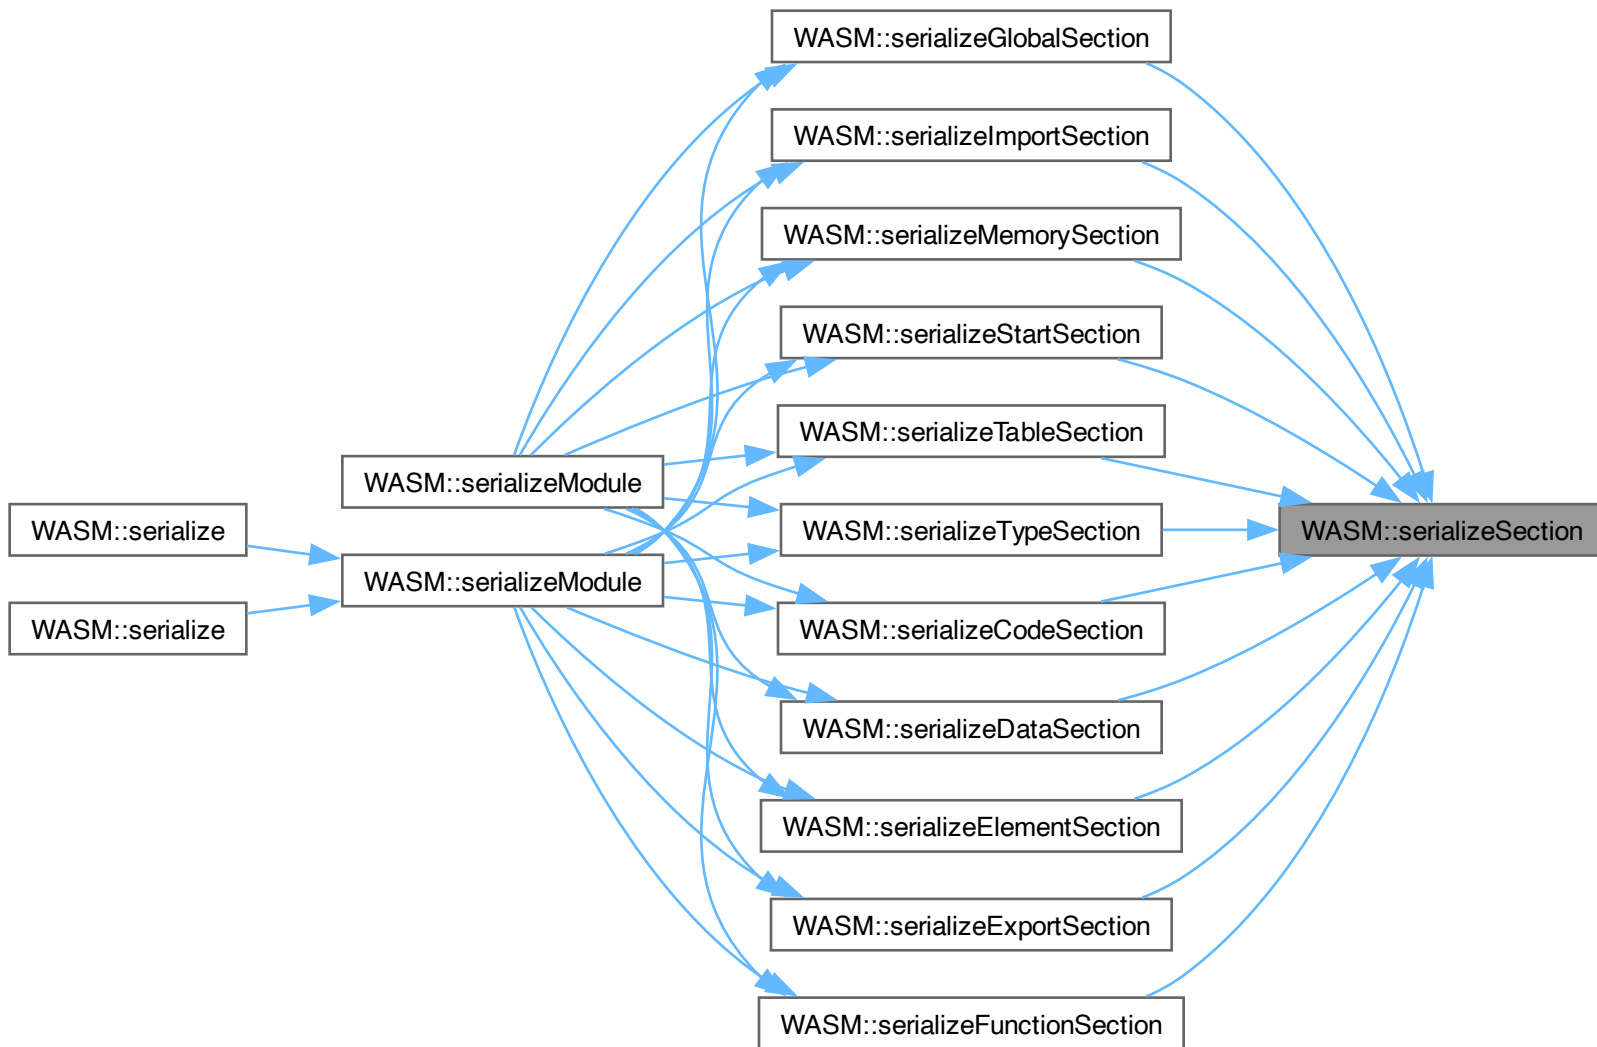 WASM::serializeGlobalSection
WASM::serializeImportSection
WASM::serializeMemorySection
WASM::serializeStartSection
WASM::serializeTableSection
WASM::serializeModule
WASM::serialize
WASM::serializeTypeSection
WASM::serializeSection
WASM::serializeModule
WASM::serialize
WASM::serializeCodeSection
WASM::serializeDataSection
WASM::serializeElementSection
WASM::serializeExportSection
WASM::serializeFunctionSection